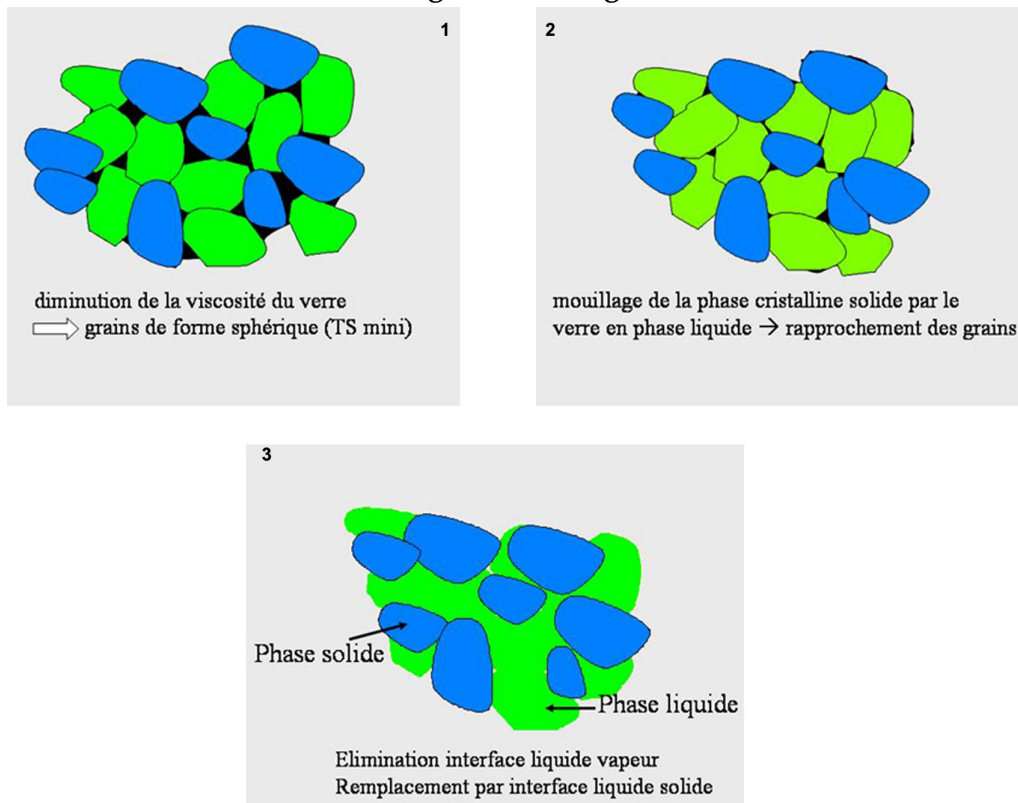 1
diminution de la viscosité du verre
grains de forme sphérique (TS mini)
2
mouillage de la phase cristalline solide par le
verre en phase liquide → rapprochement des grains
3
Phase solide
Phase liquide
Elimination interface liquide vapeur
Remplacement par interface liquide solide